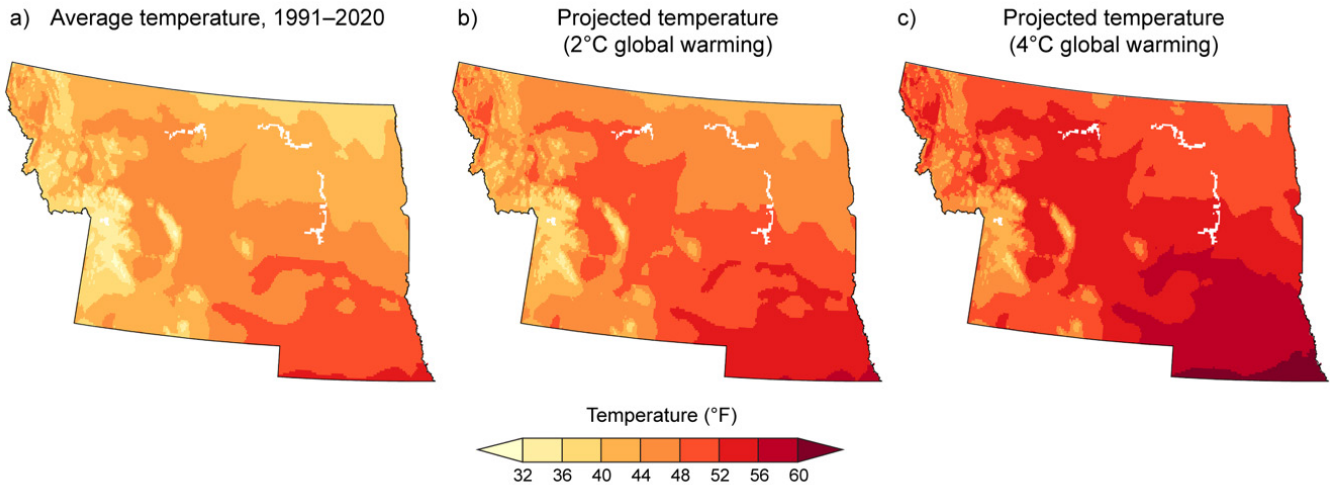 a) Average temperature, 1991–2020
b) Projected temperature
(2°C global warming)
c) Projected temperature
(4°C global warming)
Temperature (°F)
32 36 40 44 48 52 56 60